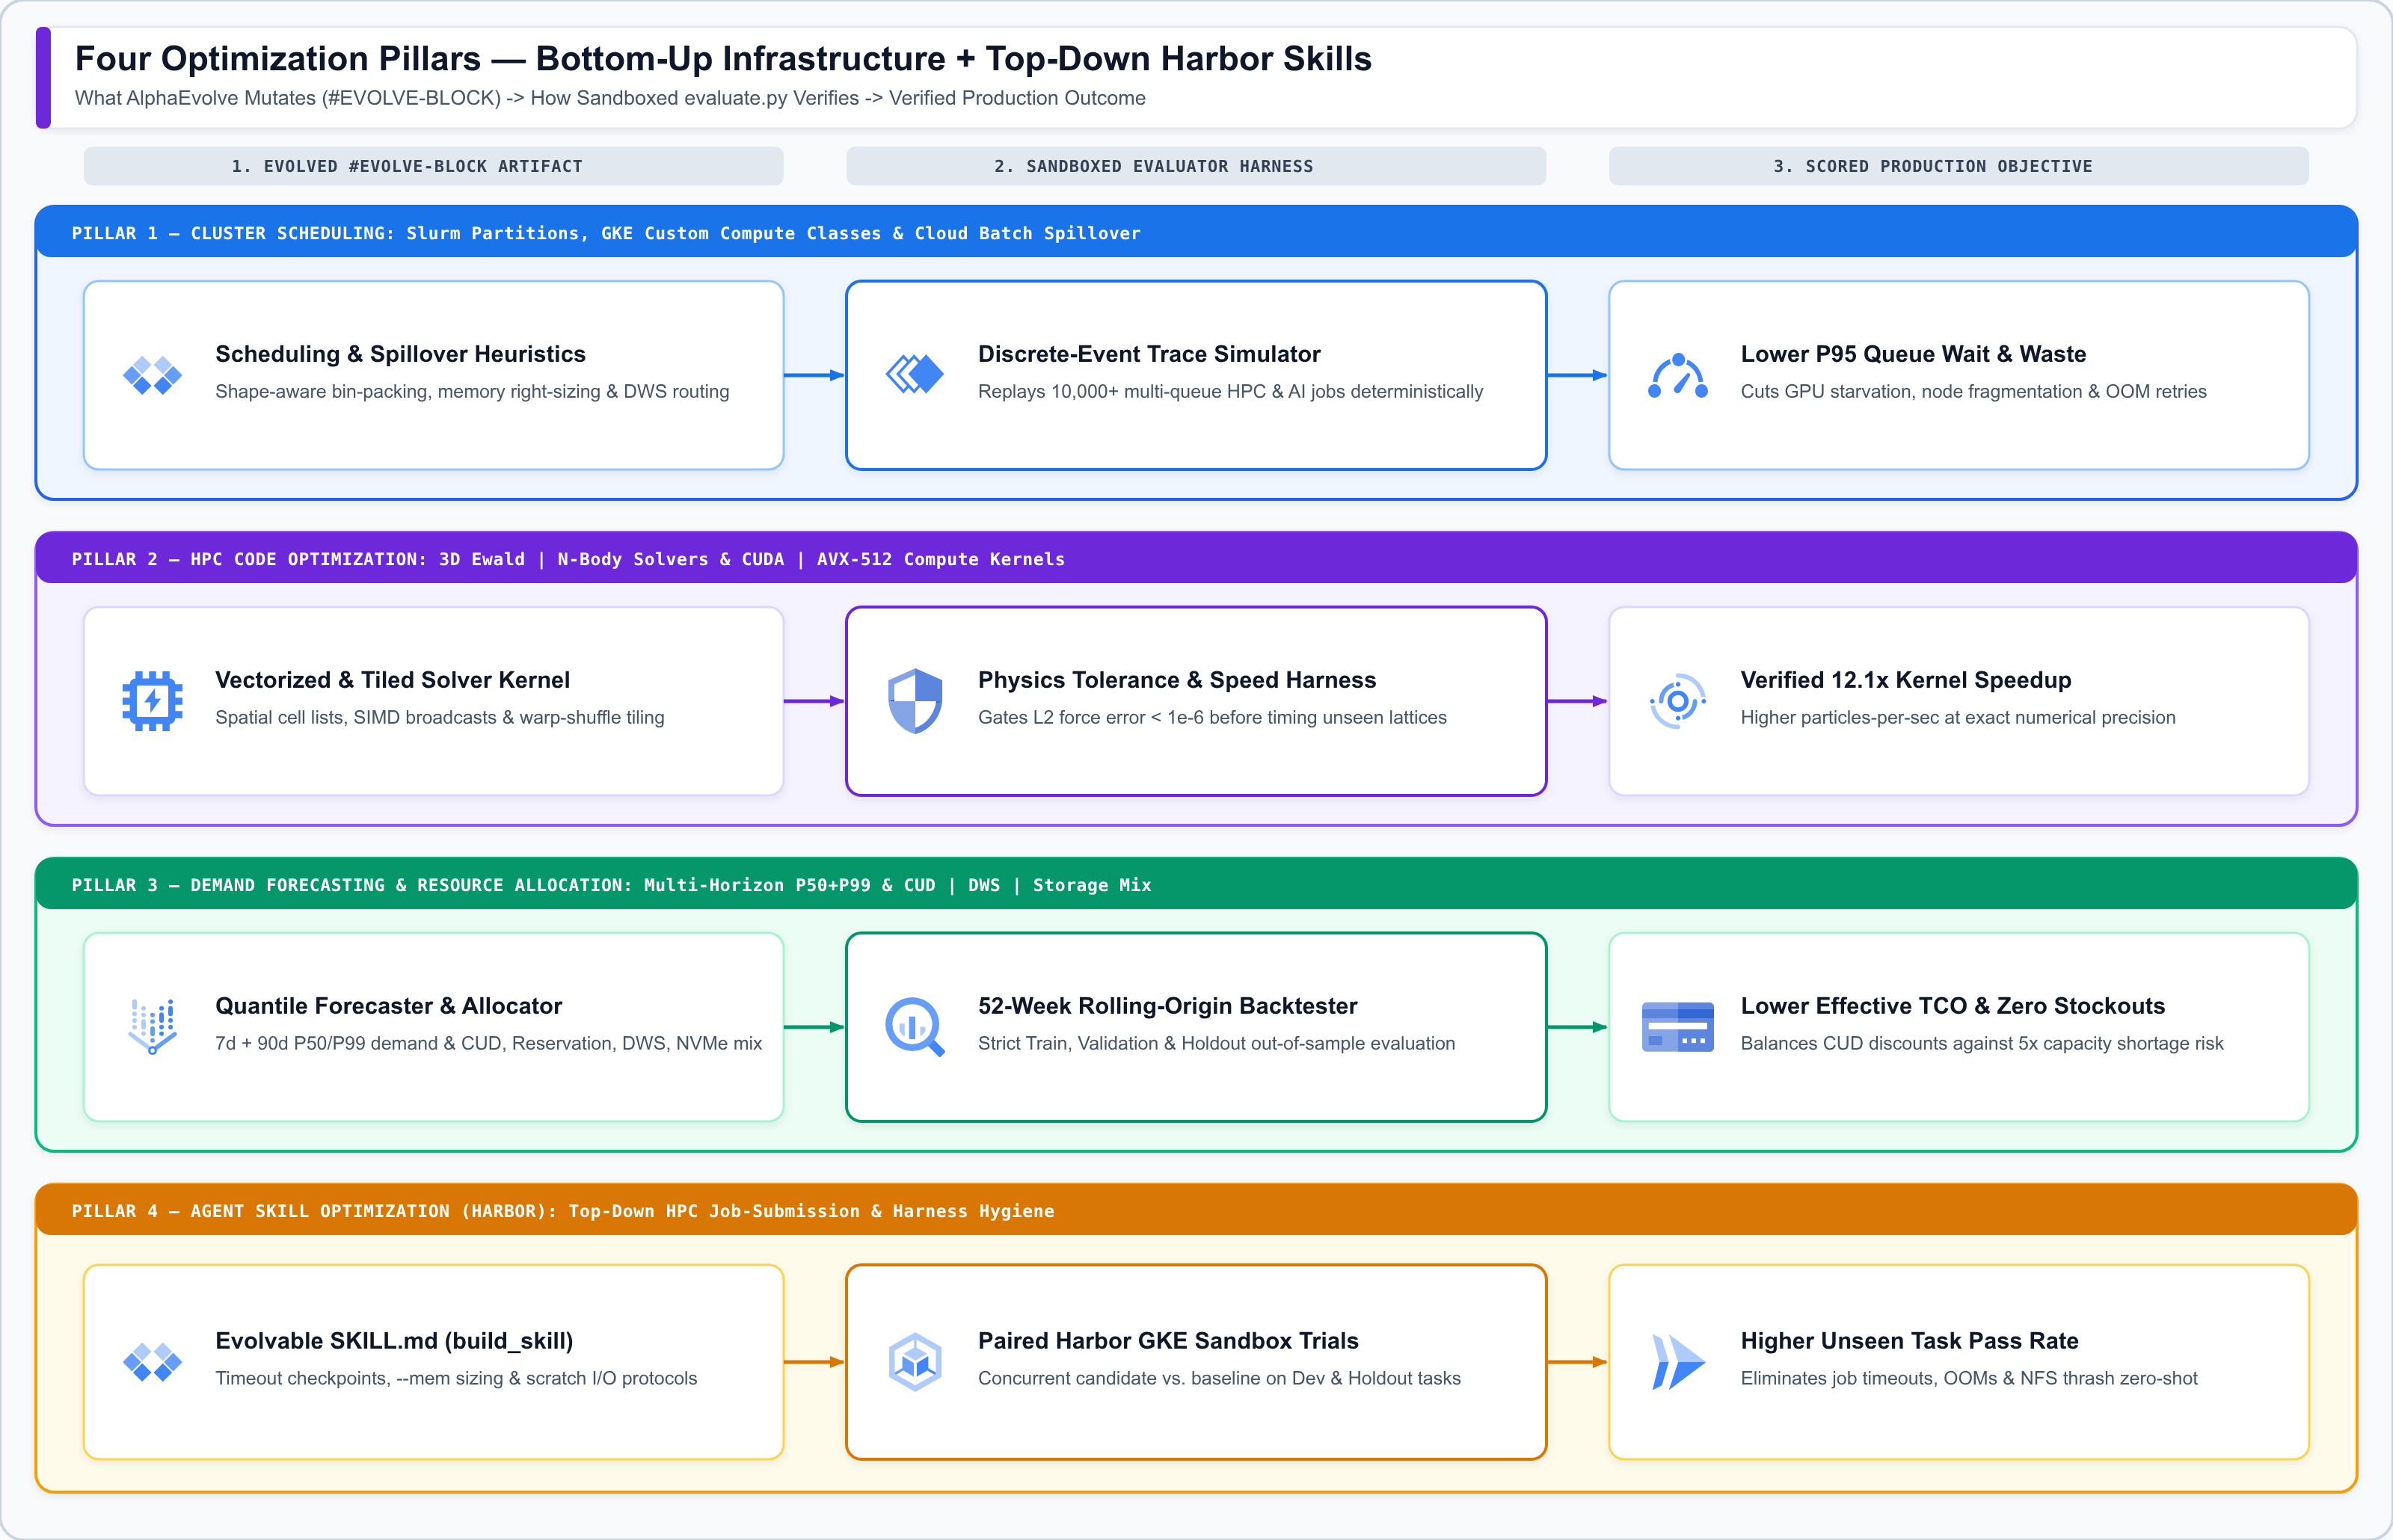 Four Optimization Pillars — Bottom-Up Infrastructure + Top-Down Harbor Skills
What AlphaEvolve Mutates (#EVOLVE-BLOCK) -> How Sandboxed evaluate.py Verifies -> Verified Production Outcome
1. EVOLVED #EVOLVE-BLOCK ARTIFACT
2. SANDBOXED EVALUATOR HARNESS
3. SCORED PRODUCTION OBJECTIVE
PILLAR 1 — CLUSTER SCHEDULING: Slurm Partitions, GKE Custom Compute Classes & Cloud Batch Spillover
Scheduling & Spillover Heuristics
Shape-aware bin-packing, memory right-sizing & DWS routing
Discrete-Event Trace Simulator
Replays 10,000+ multi-queue HPC & AI jobs deterministically
Lower P95 Queue Wait & Waste
Cuts GPU starvation, node fragmentation & OOM retries
PILLAR 2 — HPC CODE OPTIMIZATION: 3D Ewald | N-Body Solvers & CUDA | AVX-512 Compute Kernels
Vectorized & Tiled Solver Kernel
Spatial cell lists, SIMD broadcasts & warp-shuffle tiling
Physics Tolerance & Speed Harness
Gates L2 force error < 1e-6 before timing unseen lattices
Verified 12.1x Kernel Speedup
Higher particles-per-sec at exact numerical precision
PILLAR 3 — DEMAND FORECASTING & RESOURCE ALLOCATION: Multi-Horizon P50+P99 & CUD | DWS | Storage Mix
Quantile Forecaster & Allocator
7d + 90d P50/P99 demand & CUD, Reservation, DWS, NVMe mix
52-Week Rolling-Origin Backtester
Strict Train, Validation & Holdout out-of-sample evaluation
Lower Effective TCO & Zero Stockouts
Balances CUD discounts against 5x capacity shortage risk
PILLAR 4 — AGENT SKILL OPTIMIZATION (HARBOR): Top-Down HPC Job-Submission & Harness Hygiene
Evolvable SKILL.md (build_skill)
Timeout checkpoints, --mem sizing & scratch I/O protocols
Paired Harbor GKE Sandbox Trials
Concurrent candidate vs. baseline on Dev & Holdout tasks
Higher Unseen Task Pass Rate
Eliminates job timeouts, OOMs & NFS thrash zero-shot